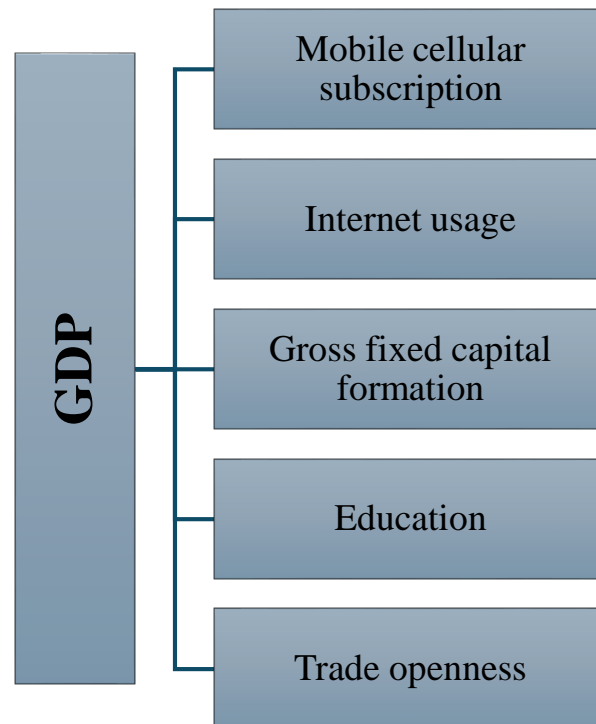 GDP
Mobile cellular
subscription
Internet usage
Gross fixed capital
formation
Education
Trade openness